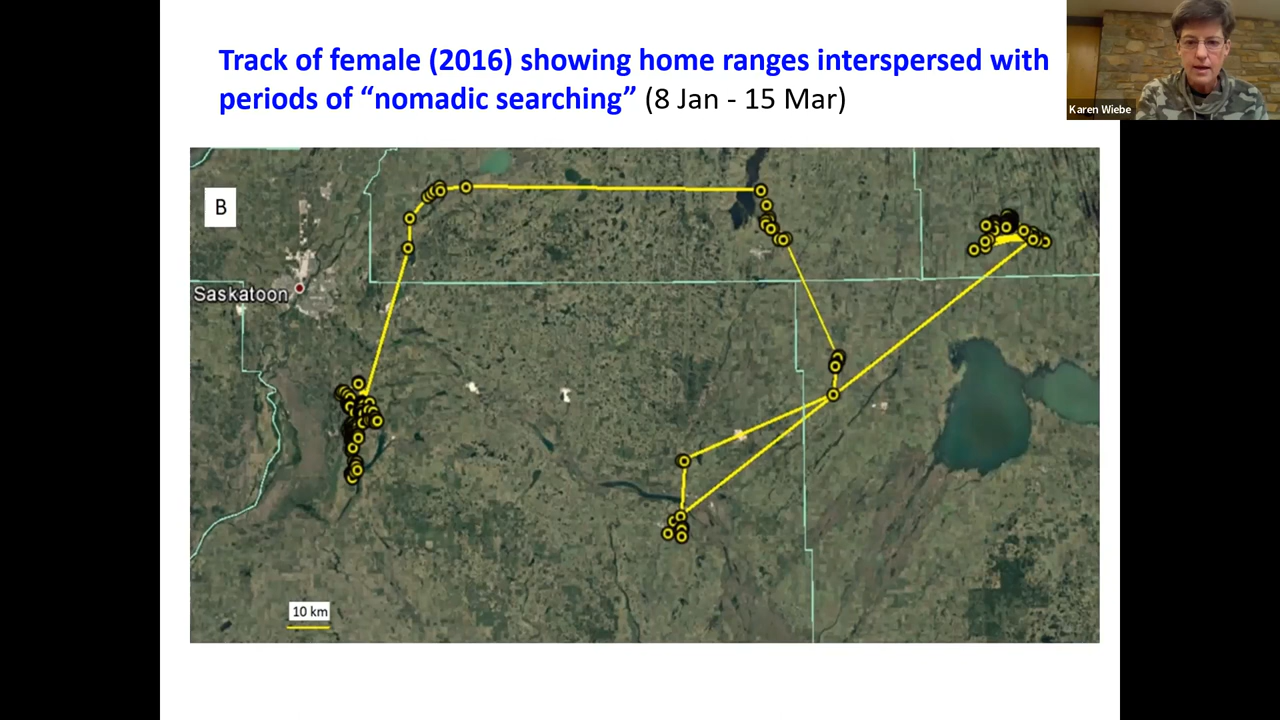 Track of female (2016) showing home ranges interspersed with
periods of “nomadic searching” (8 Jan - 15 Mar)
Karen Wiebe
B
Saskatoon
10 km